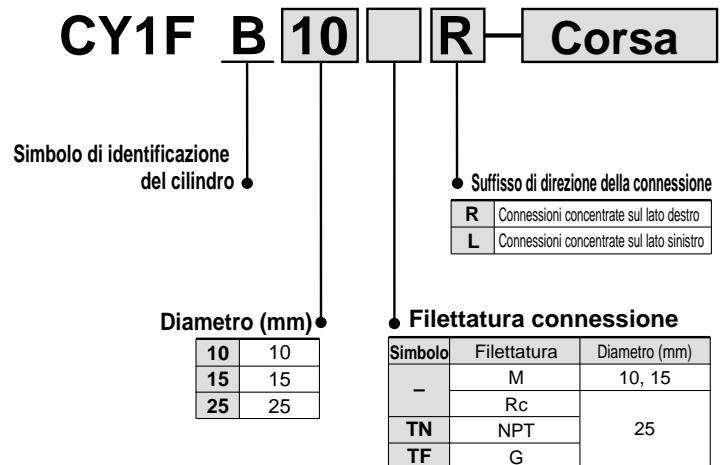 CY1F B 10 R Corsa
Simbolo di identificazione
del cilindro
Suffisso di direzione della connessione
R Connessioni concentrate sul lato destro
L Connessioni concentrate sul lato sinistro
Diametro (mm)
10 10
15 15
25 25
Filettatura connessione
Simbolo Filettatura Diametro (mm)
– M 10, 15
Rc
TN NPT 25
TF G